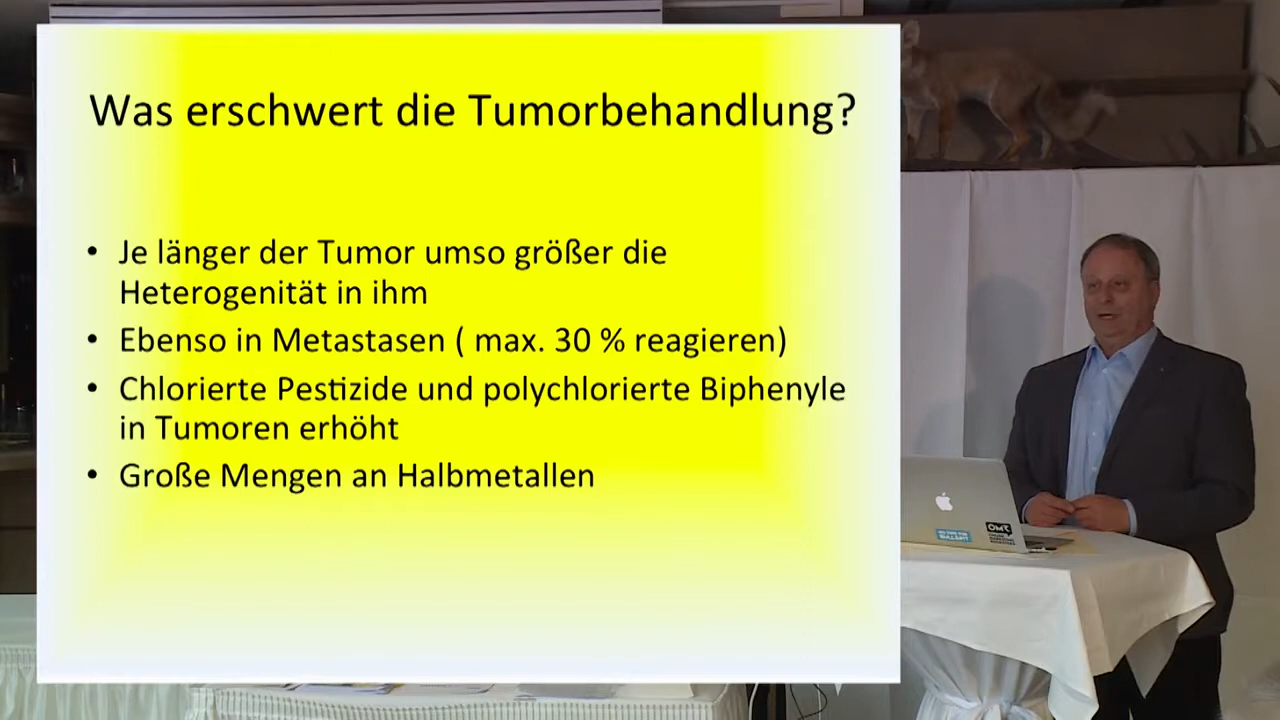 Was erschwert die Tumorbehandlung?
• Je länger der Tumor umso größer die
Heterogenität in ihm
• Ebenso in Metastasen ( max. 30 % reagieren)
• Chlorierte Pestizide und polychlorierte Biphenyle
in Tumoren erhöht
• Große Mengen an Halbmetallen
OMR